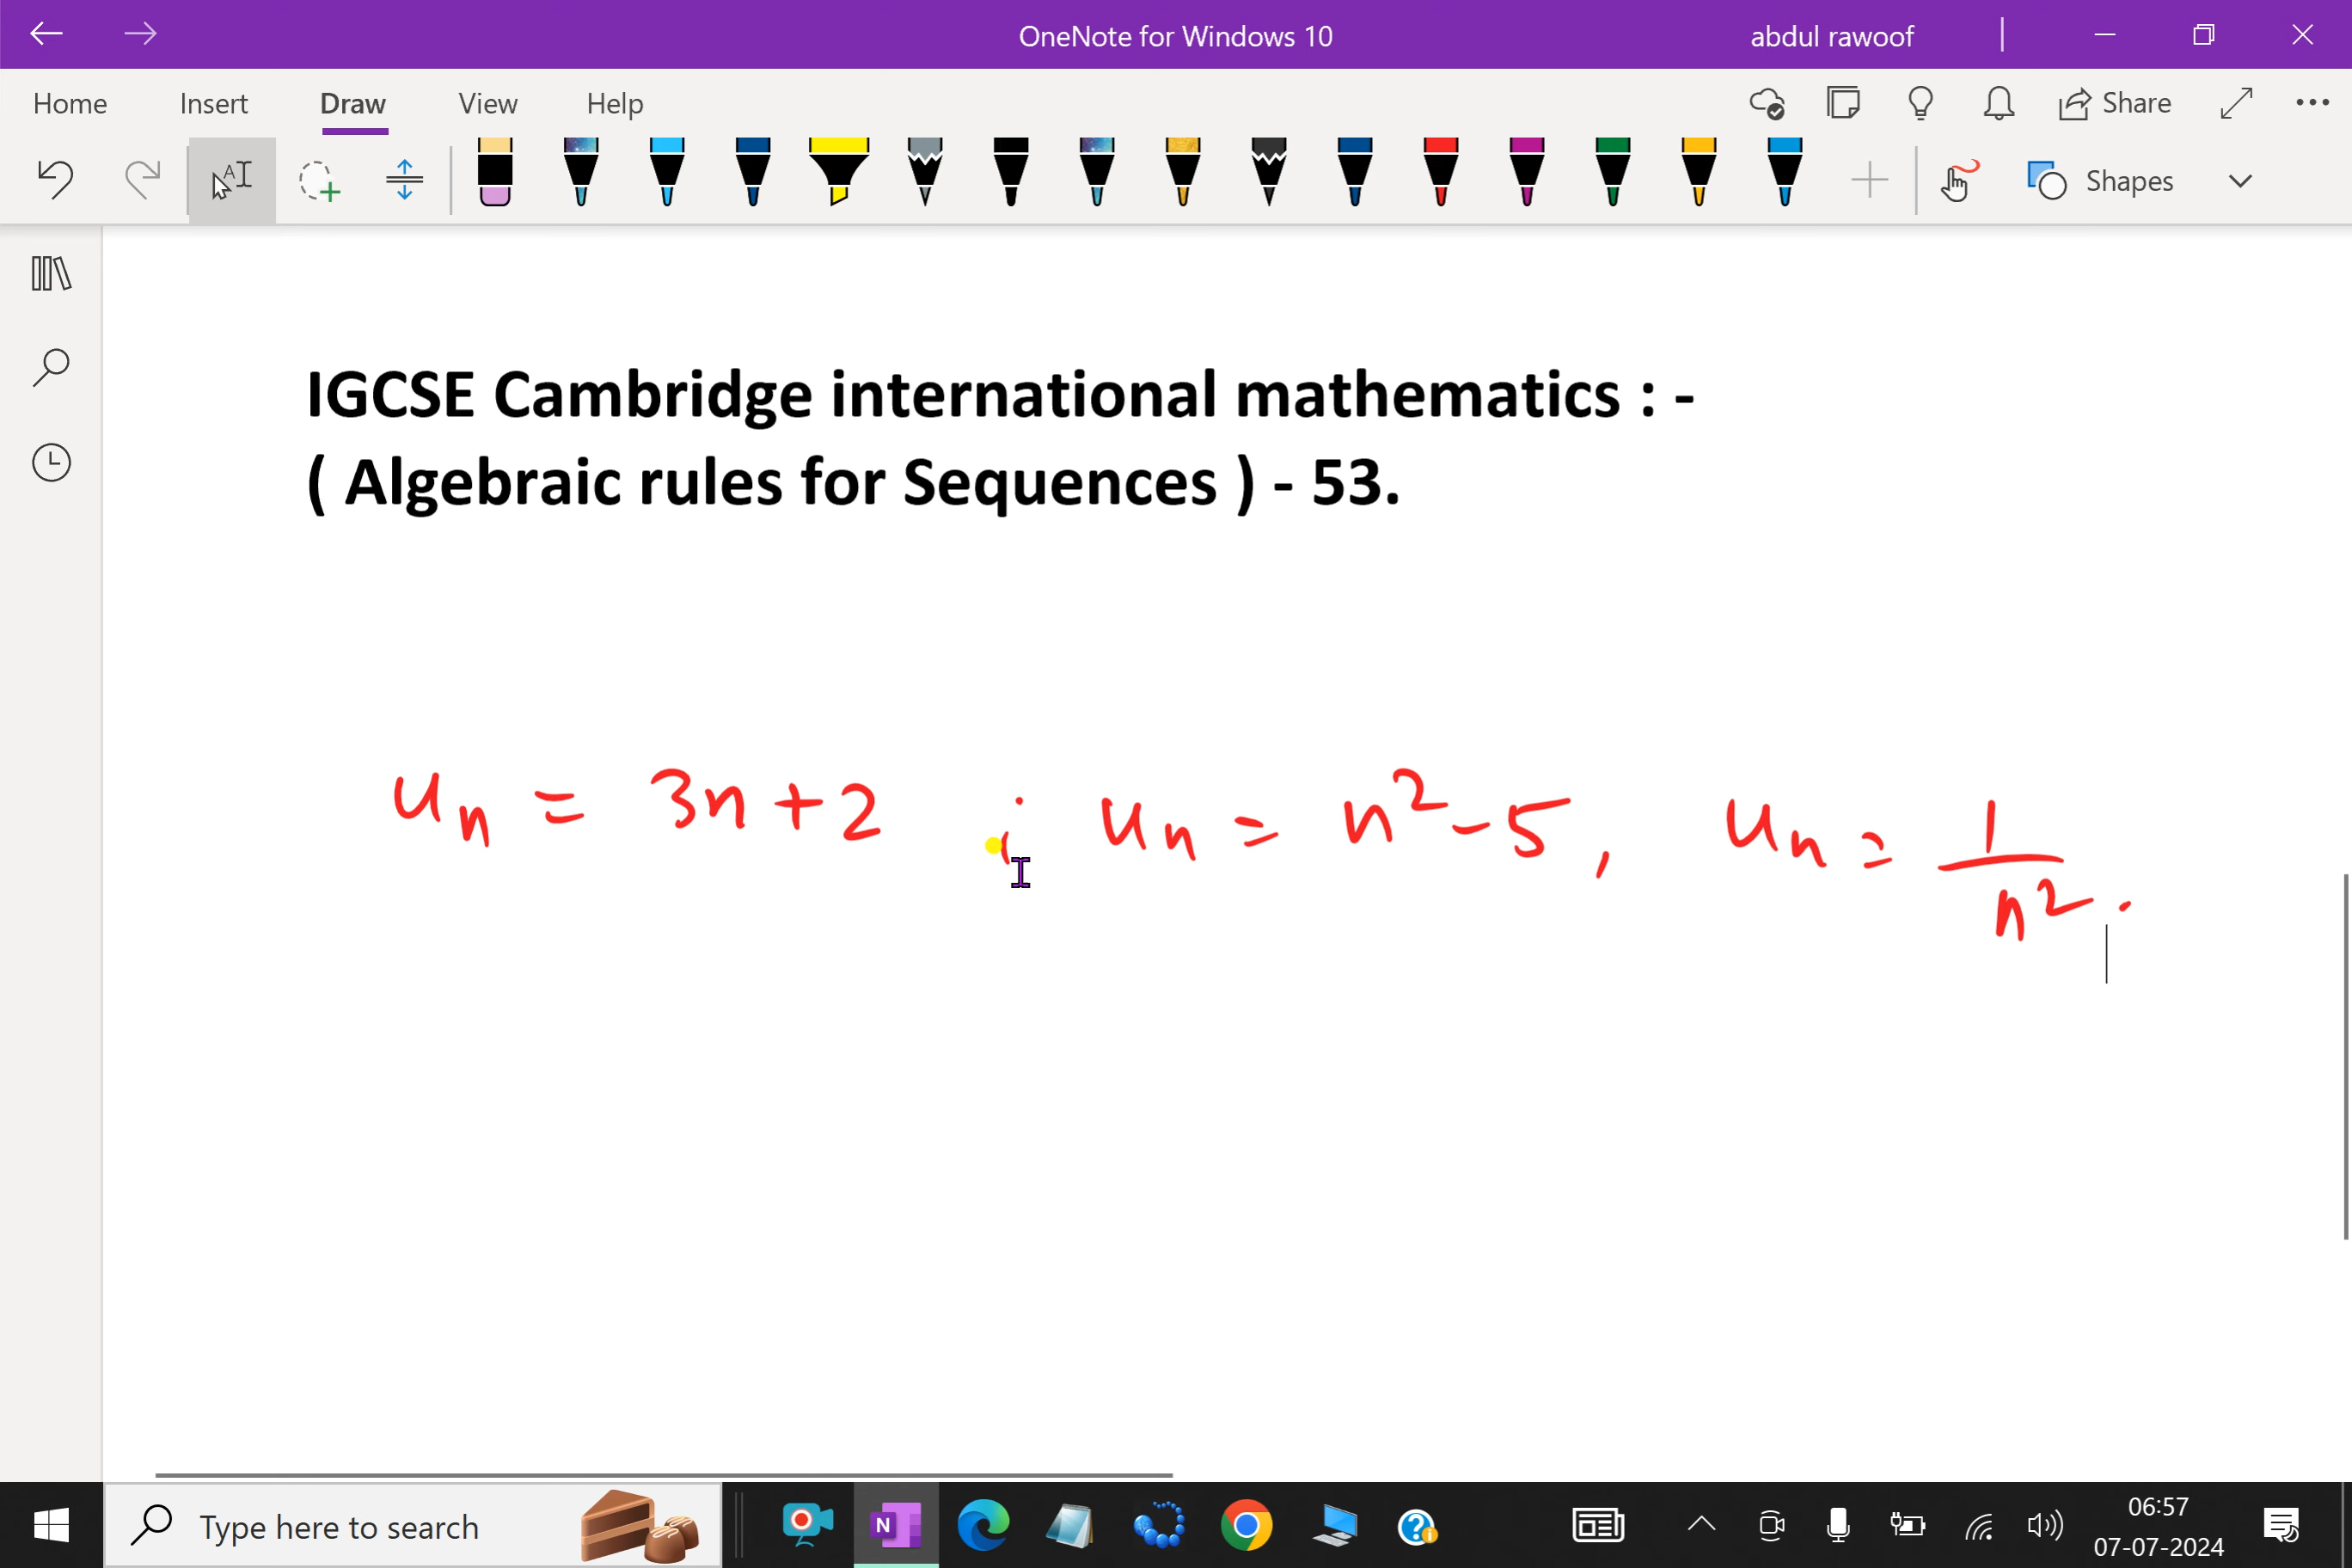 OneNote for Windows 10 abdul rawoof
Home Insert Draw View Help Share
Shapes
IGCSE Cambridge international mathematics : -
( Algebraic rules for Sequences ) - 53.
uₙ = 3n+2 ; uₙ = n²-5, uₙ = 1/n².
Type here to search
06:57
07-07-2024